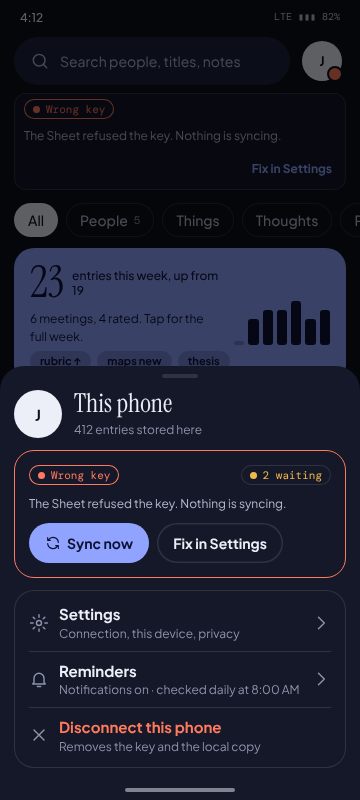 4:12
LTE 82%
Search people, titles, notes
J
Wrong key
The Sheet refused the key. Nothing is syncing.
Fix in Settings
All
People 5
Things
Thoughts
23
entries this week, up from
19
6 meetings, 4 rated. Tap for the
full week.
rubric ↑
maps new
thesis
J
This phone
412 entries stored here
Wrong key
2 waiting
The Sheet refused the key. Nothing is syncing.
Sync now
Fix in Settings
Settings
Connection, this device, privacy
Reminders
Notifications on · checked daily at 8:00 AM
Disconnect this phone
Removes the key and the local copy